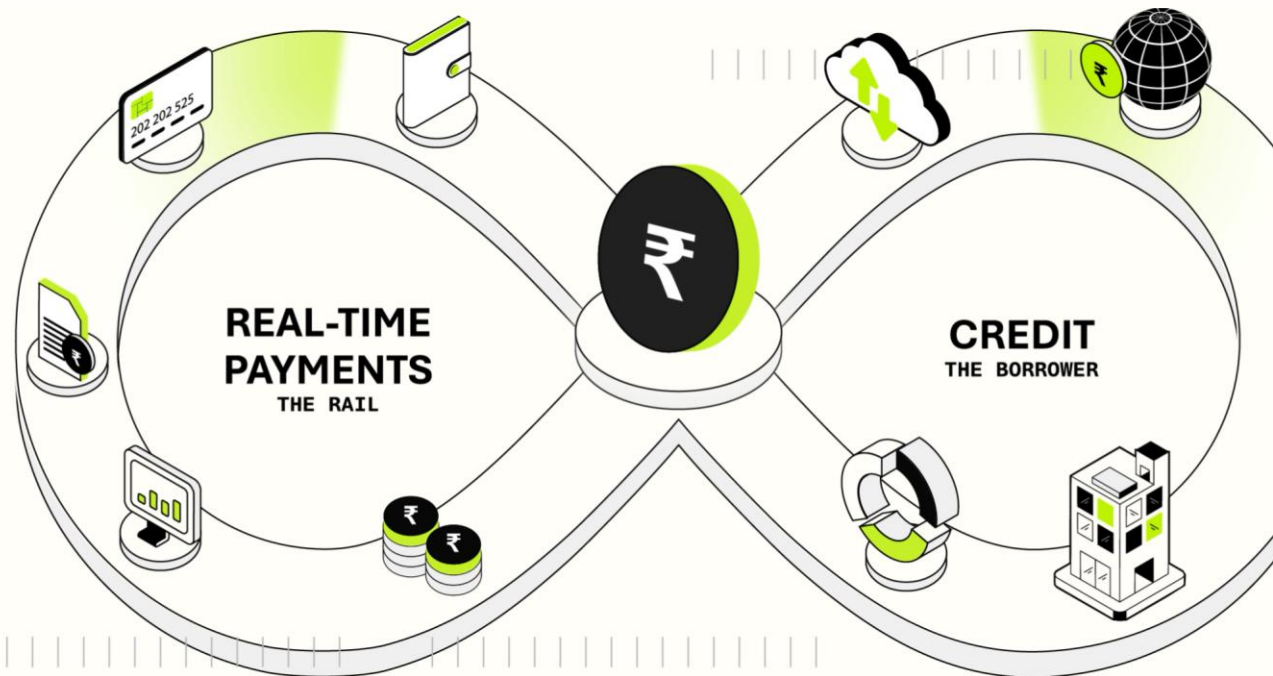 202 202 525
₹
₹
₹
REAL-TIME
PAYMENTS
THE RAIL
CREDIT
THE BORROWER
₹
₹
₹